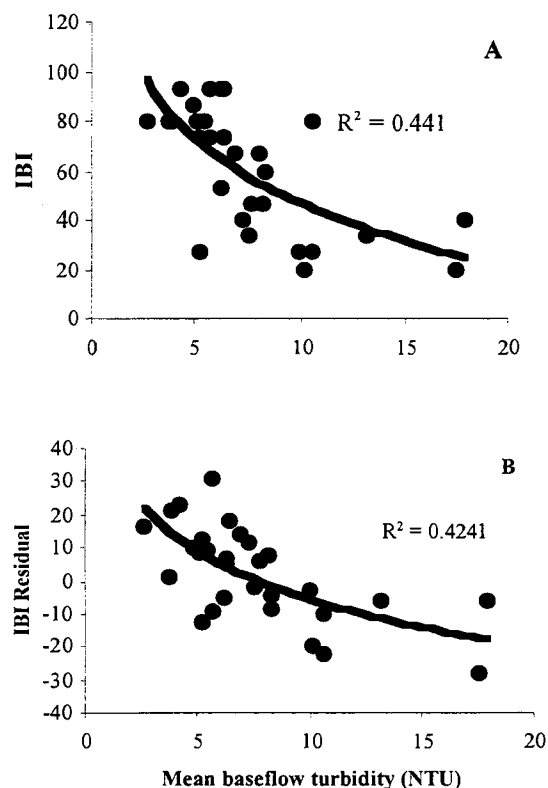 A
120
100
80
60
40
20
0
IBI
R² = 0.441
0 5 10 15 20
B
40
30
20
10
0
-10
-20
-30
-40
IBI Residual
R² = 0.4241
0 5 10 15 20
Mean baseflow turbidity (NTU)